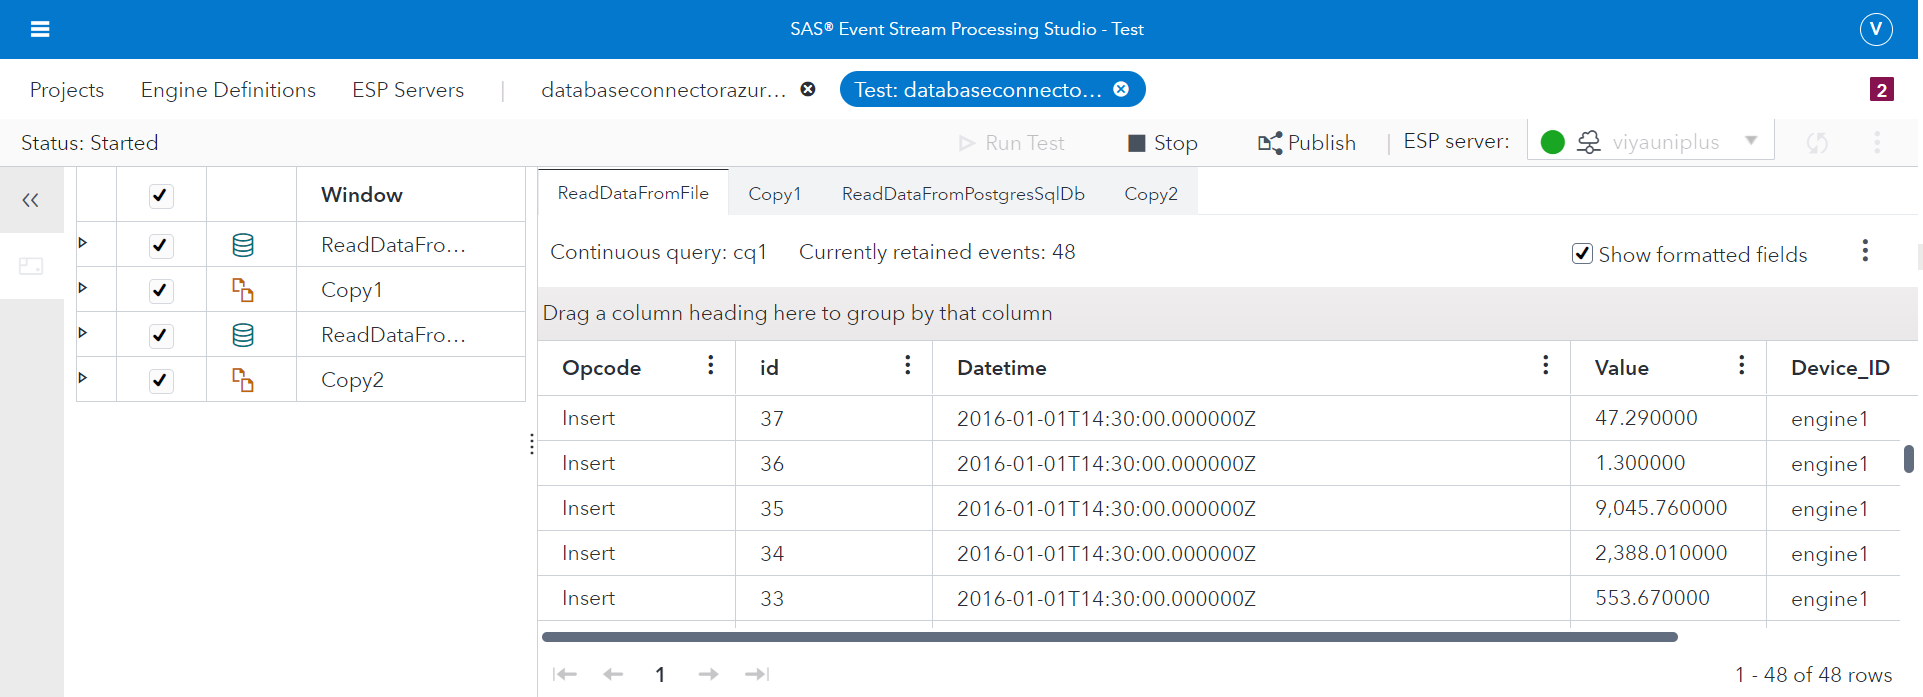 SAS® Event Stream Processing Studio - Test
V
Projects Engine Definitions ESP Servers | databaseconnectorazur... Test: databaseconnecto... 2
Status: Started Run Test Stop Publish | ESP server: viyauniplus
Window
ReadDataFro...
Copy1
ReadDataFro...
Copy2
ReadDataFromFile Copy1 ReadDataFromPostgresSqlDb Copy2
Continuous query: cq1 Currently retained events: 48 Show formatted fields
Drag a column heading here to group by that column
Opcode id Datetime Value Device_ID
Insert 37 2016-01-01T14:30:00.000000Z 47.290000 engine1
Insert 36 2016-01-01T14:30:00.000000Z 1.300000 engine1
Insert 35 2016-01-01T14:30:00.000000Z 9,045.760000 engine1
Insert 34 2016-01-01T14:30:00.000000Z 2,388.010000 engine1
Insert 33 2016-01-01T14:30:00.000000Z 553.670000 engine1
1 1 - 48 of 48 rows